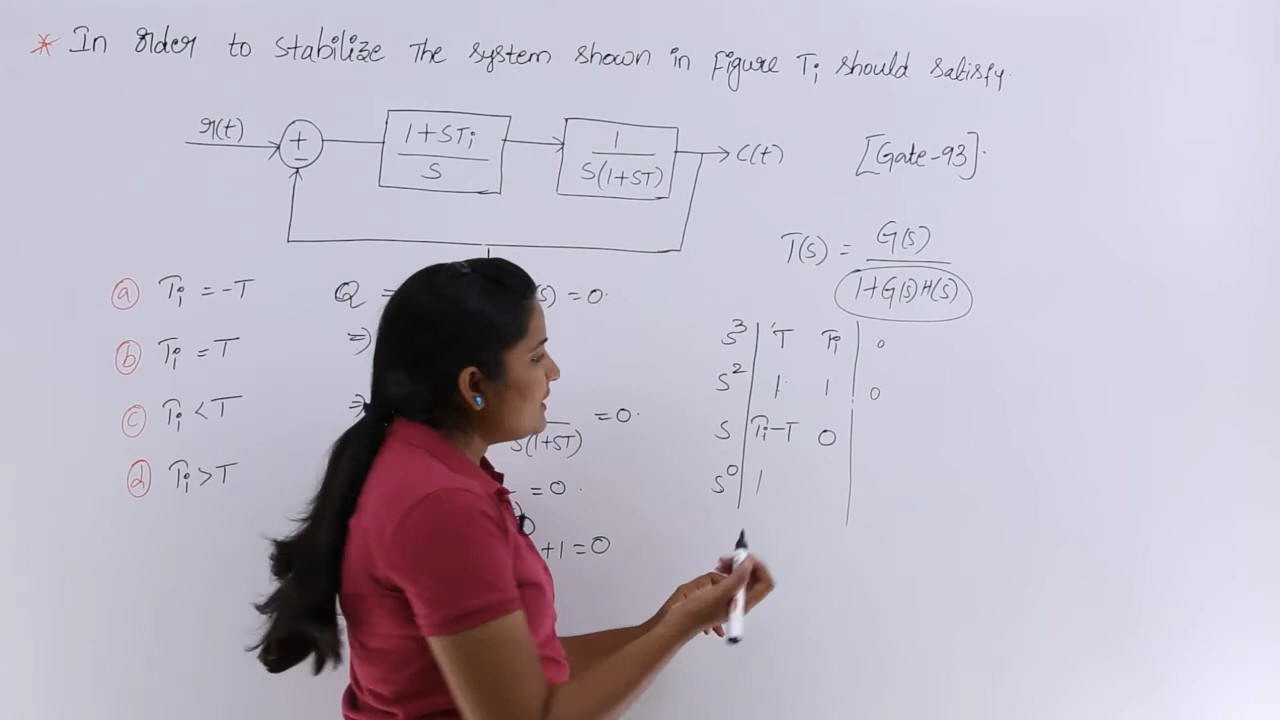 * In order to stabilize The system shown in figure Ti should satisfy.
r(t) + − 1+STi / S 1 / S(1+ST) C(t) [Gate-93].
T(s) = G(s) / 1+G(s)H(s)
(a) Ti = -T
(b) Ti = T
(c) Ti < T
(d) Ti > T
Q = (s) = 0.
=)
=) S(1+ST) = 0.
= 0.
+1 = 0
S³ | T Ti | 0
S² | 1 1 | 0
S | Ti-T 0 |
S⁰ | 1